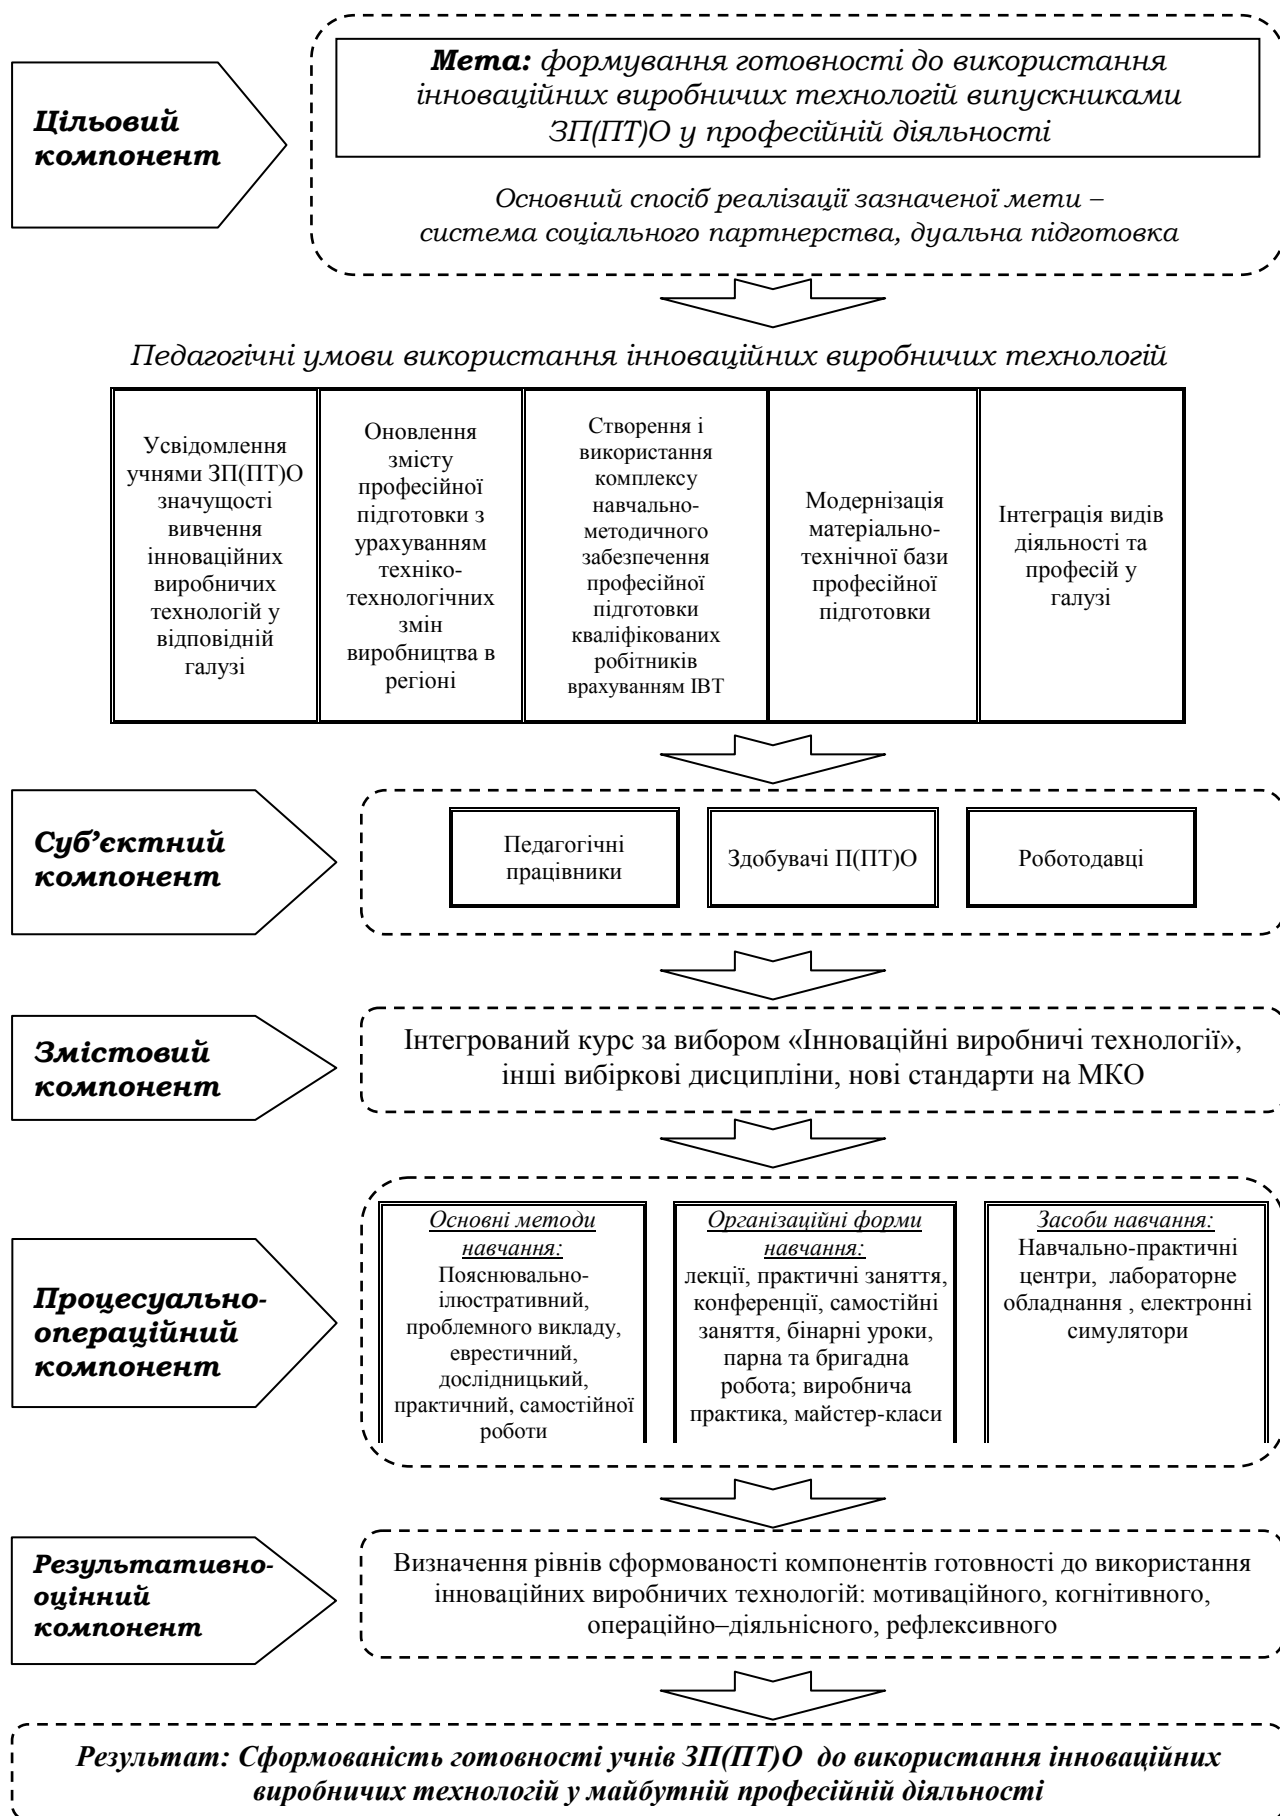 Цільовий
компонент
Мета: формування готовності до використання
інноваційних виробничих технологій випускниками
ЗП(ПТ)О у професійній діяльності
Основний спосіб реалізації зазначеної мети –
система соціального партнерства, дуальна підготовка
Педагогічні умови використання інноваційних виробничих технологій
Усвідомлення
учнями ЗП(ПТ)О
значущості
вивчення
інноваційних
виробничих
технологій у
відповідній
галузі
Оновлення
змісту
професійної
підготовки з
урахуванням
техніко-
технологічних
змін
виробництва в
регіоні
Створення і
використання
комплексу
навчально-
методичного
забезпечення
професійної
підготовки
кваліфікованих
робітників
врахуванням ІВТ
Модернізація
матеріально-
технічної бази
професійної
підготовки
Інтеграція видів
діяльності та
професій у
галузі
Суб’єктний
компонент
Педагогічні
працівники
Здобувачі П(ПТ)О
Роботодавці
Змістовий
компонент
Інтегрований курс за вибором «Інноваційні виробничі технології»,
інші вибіркові дисципліни, нові стандарти на МКО
Процесуально-
операційний
компонент
Основні методи
навчання:
Пояснювально-
ілюстративний,
проблемного викладу,
еврестичний,
дослідницький,
практичний, самостійної
роботи
Організаційні форми
навчання:
лекції, практичні заняття,
конференції, самостійні
заняття, бінарні уроки,
парна та бригадна
робота; виробнича
практика, майстер-класи
Засоби навчання:
Навчально-практичні
центри, лабораторне
обладнання , електронні
симулятори
Результативно-
оцінний
компонент
Визначення рівнів сформованості компонентів готовності до використання
інноваційних виробничих технологій: мотиваційного, когнітивного,
операційно–діяльнісного, рефлексивного
Результат: Сформованість готовності учнів ЗП(ПТ)О до використання інноваційних
виробничих технологій у майбутній професійній діяльності